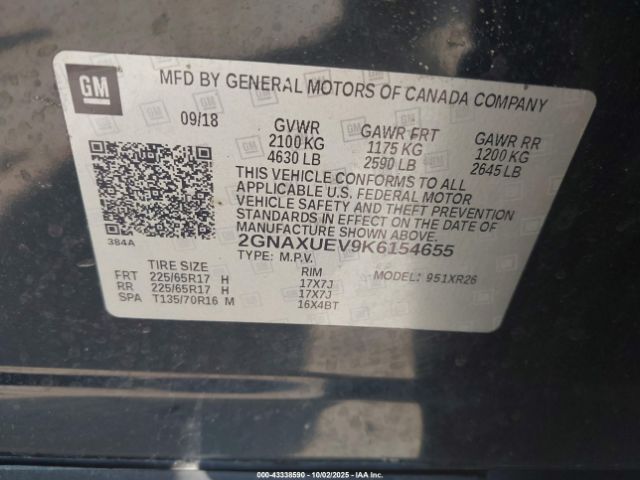 GM
MFD BY GENERAL MOTORS OF CANADA COMPANY
09/18 GVWR GAWR FRT GAWR RR
2100 KG 1175 KG 1200 KG
4630 LB 2590 LB 2645 LB
THIS VEHICLE CONFORMS TO ALL
APPLICABLE U.S. FEDERAL MOTOR
VEHICLE SAFETY AND THEFT PREVENTION
STANDARDS IN EFFECT ON THE DATE OF
MANUFACTURE SHOWN ABOVE.
384A
2GNAXUEV9K6154655
TYPE: M.P.V. MODEL: 951XR26
TIRE SIZE RIM
FRT 225/65R17 H 17X7J
RR 225/65R17 H 17X7J
SPA T135/70R16 M 16X4BT
000-43338590 - 10/02/2025 - IAA Inc.